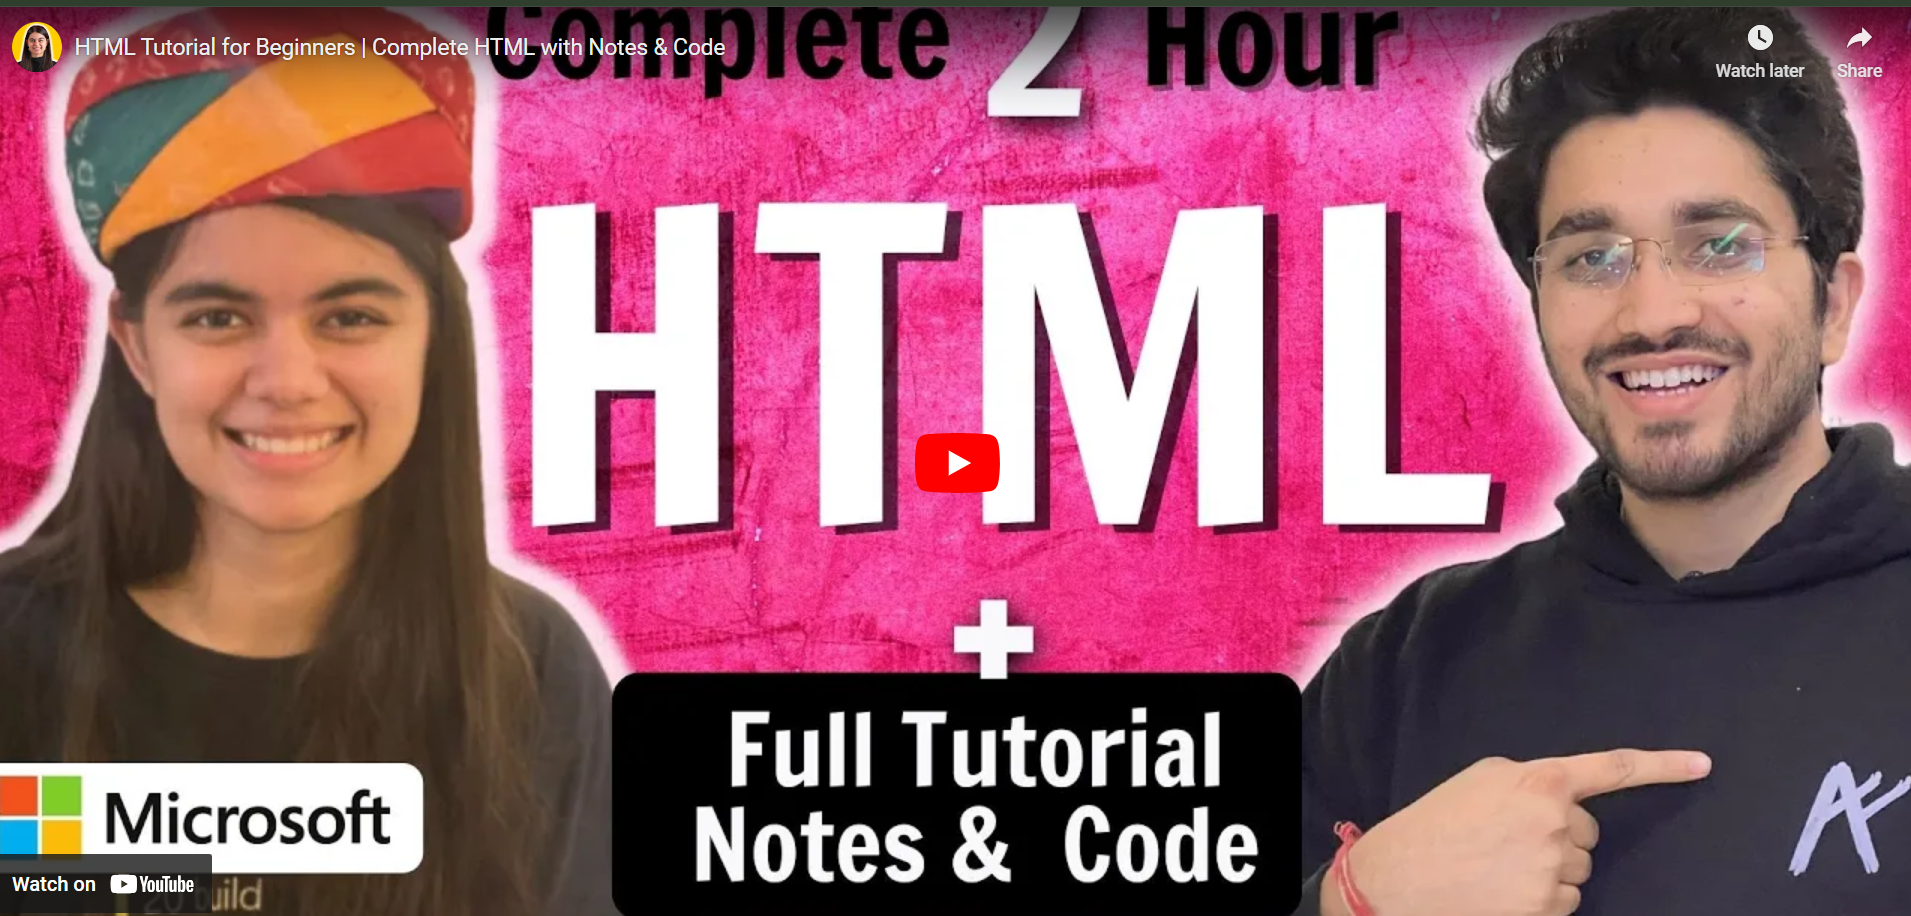 HTML Tutorial for Beginners | Complete HTML with Notes & Code
Watch later
Share
Complete 2 Hour
HTML
+
Full Tutorial
Notes & Code
Microsoft
Watch on YouTube